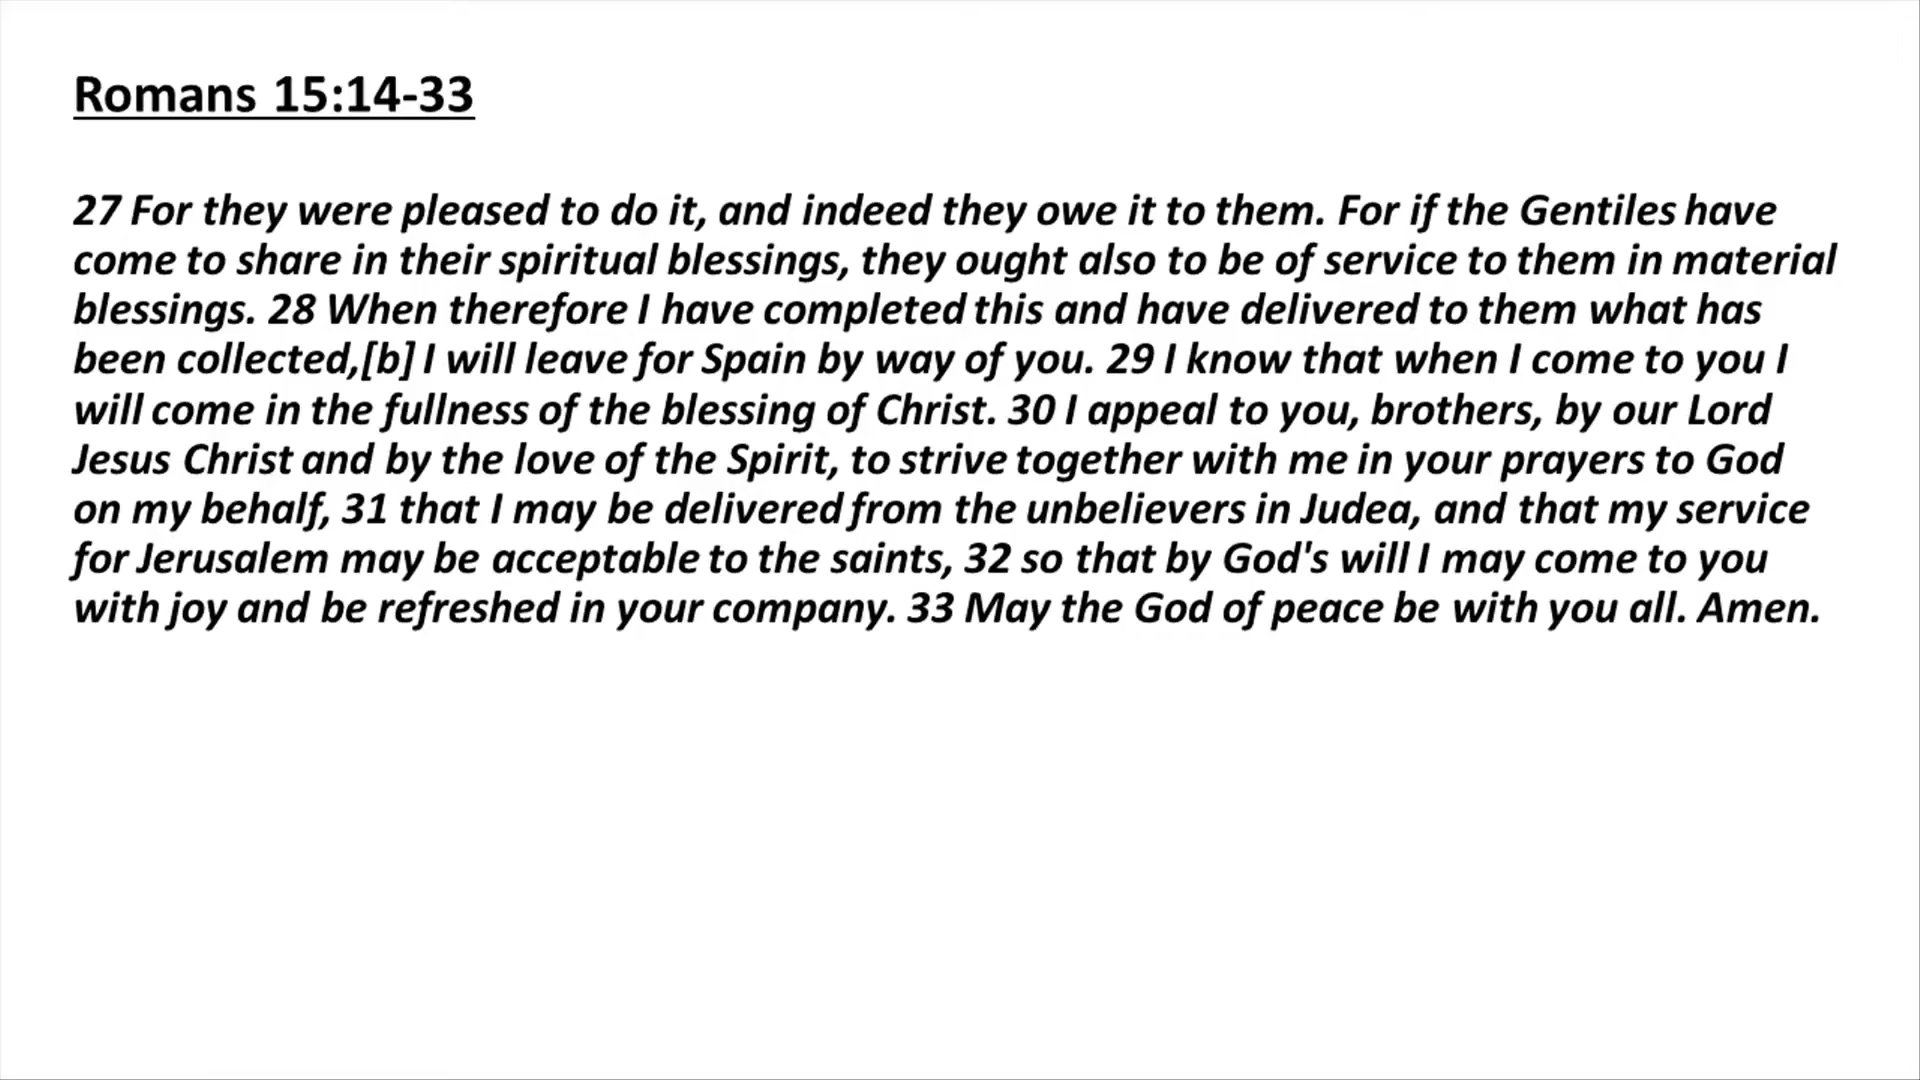 Romans 15:14-33
27 For they were pleased to do it, and indeed they owe it to them. For if the Gentiles have
come to share in their spiritual blessings, they ought also to be of service to them in material
blessings. 28 When therefore I have completed this and have delivered to them what has
been collected,[b] I will leave for Spain by way of you. 29 I know that when I come to you I
will come in the fullness of the blessing of Christ. 30 I appeal to you, brothers, by our Lord
Jesus Christ and by the love of the Spirit, to strive together with me in your prayers to God
on my behalf, 31 that I may be delivered from the unbelievers in Judea, and that my service
for Jerusalem may be acceptable to the saints, 32 so that by God's will I may come to you
with joy and be refreshed in your company. 33 May the God of peace be with you all. Amen.